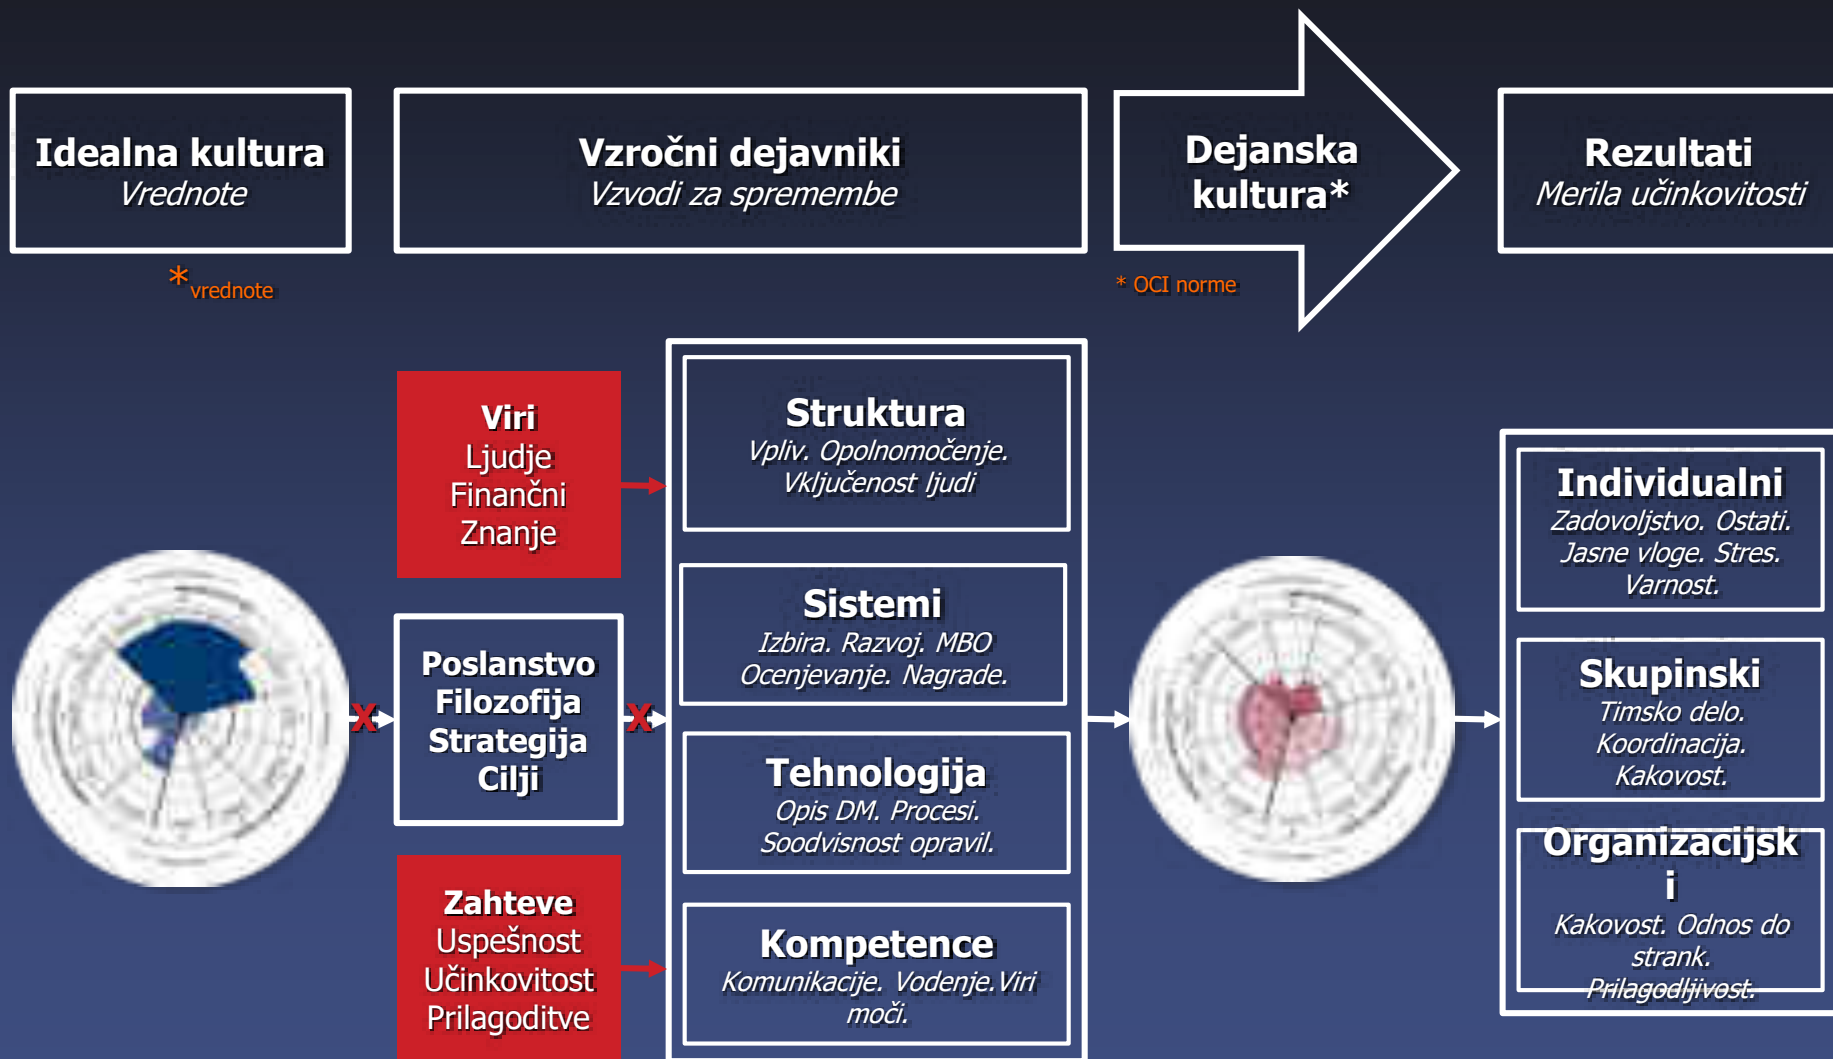 Idealna kultura
Vrednote
* vrednote
Vzročni dejavniki
Vzvodi za spremembe
Dejanska
kultura*
* OCI norme
Rezultati
Merila učinkovitosti
Viri
Ljudje
Finančni
Znanje
X
Poslanstvo
Filozofija
Strategija
Cilji
X
Zahteve
Uspešnost
Učinkovitost
Prilagoditve
Struktura
Vpliv. Opolnomočenje.
Vključenost ljudi
Sistemi
Izbira. Razvoj. MBO
Ocenjevanje. Nagrade.
Tehnologija
Opis DM. Procesi.
Soodvisnost opravil.
Kompetence
Komunikacije. Vodenje.Viri
moči.
Individualni
Zadovoljstvo. Ostati.
Jasne vloge. Stres.
Varnost.
Skupinski
Timsko delo.
Koordinacija.
Kakovost.
Organizacijsk
i
Kakovost. Odnos do
strank.
Prilagodljivost.